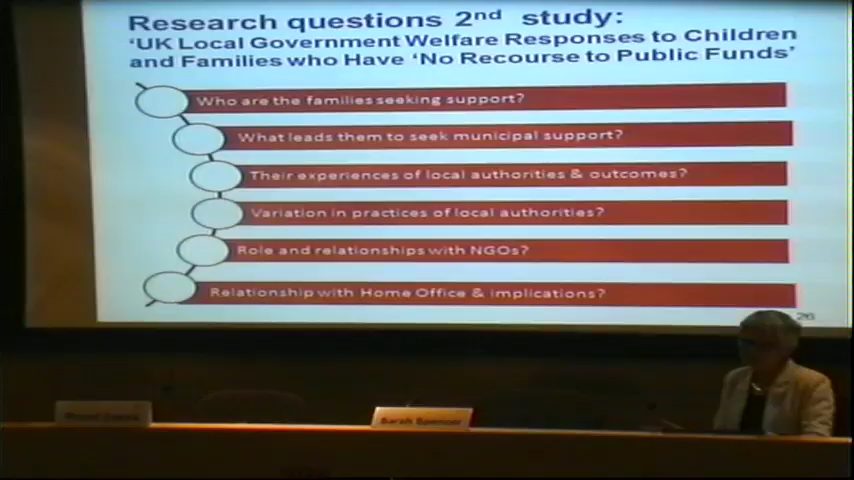 Research questions 2nd study:
‘UK Local Government Welfare Responses to Children
and Families who Have ‘No Recourse to Public Funds’
Who are the families seeking support?
What leads them to seek municipal support?
Their experiences of local authorities & outcomes?
Variation in practices of local authorities?
Role and relationships with NGOs?
Relationship with Home Office & implications?
26
Sarah Spencer